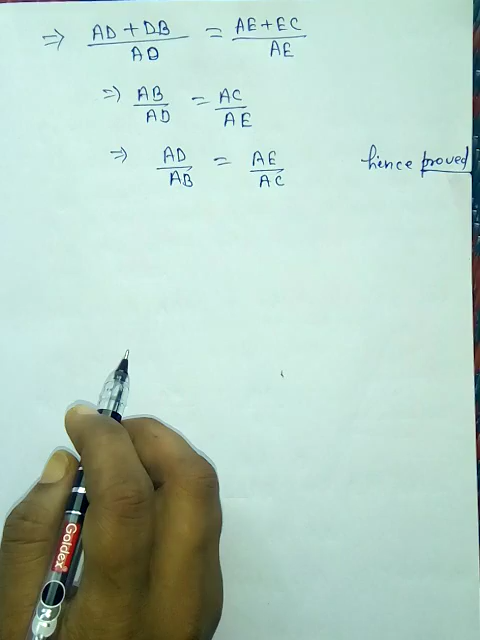 ⇒ AD + DB / AD = AE + EC / AE
⇒ AB / AD = AC / AE
⇒ AD / AB = AE / AC hence proved
Goldex